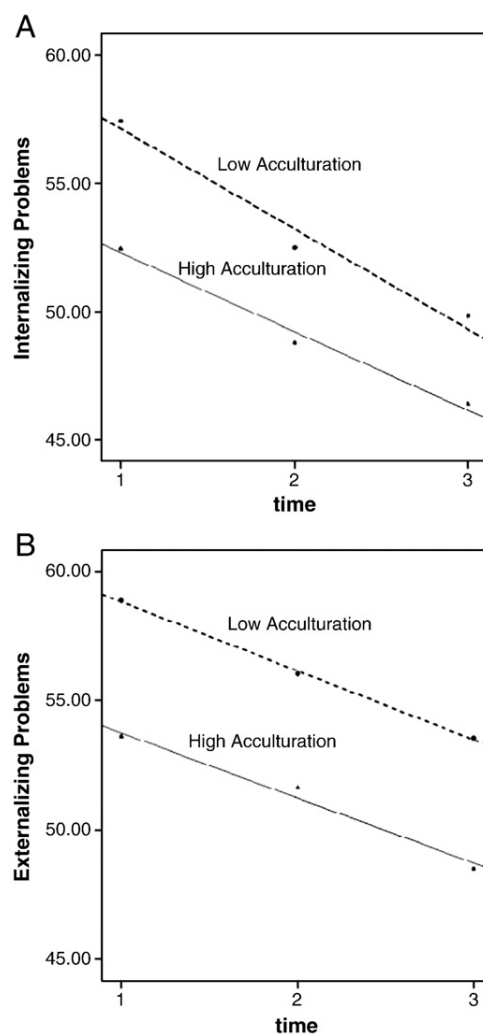 A
60.00
55.00
50.00
45.00
Internalizing Problems
Low Acculturation
High Acculturation
1 2 3
time
B
60.00
55.00
50.00
45.00
Externalizing Problems
Low Acculturation
High Acculturation
1 2 3
time